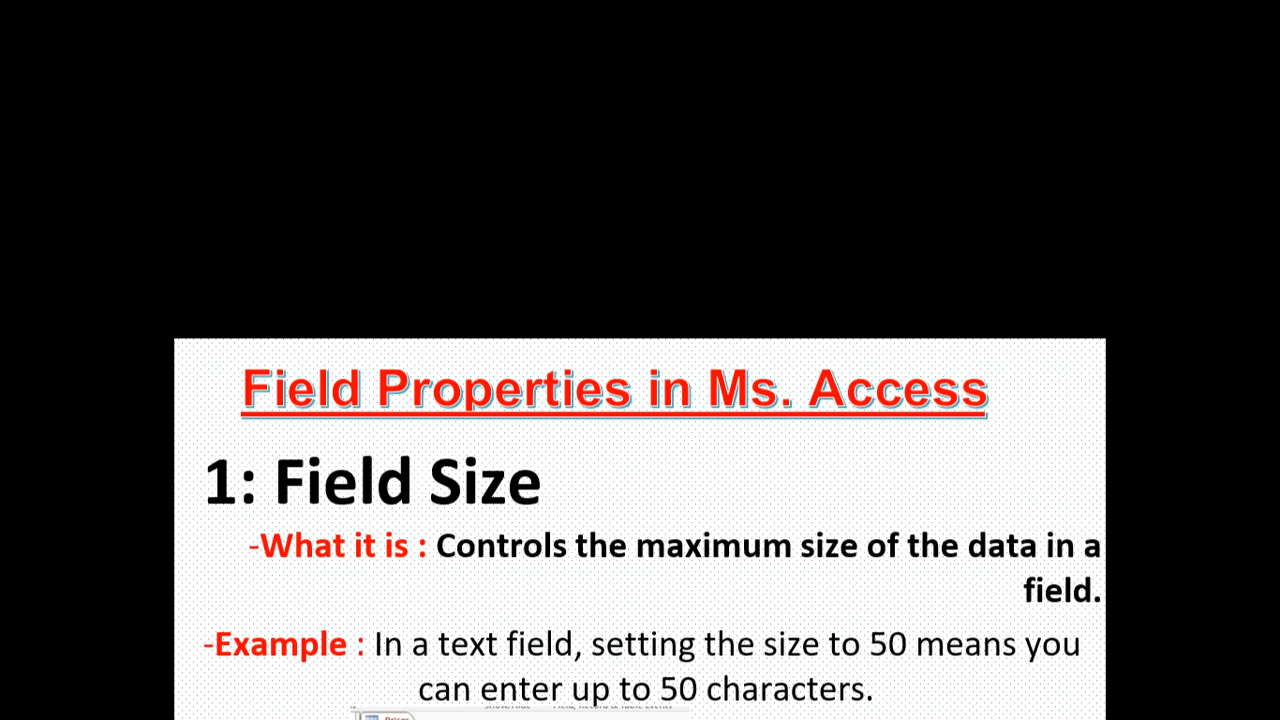 Field Properties in Ms. Access
1: Field Size
-What it is : Controls the maximum size of the data in a
field.
-Example : In a text field, setting the size to 50 means you
can enter up to 50 characters.